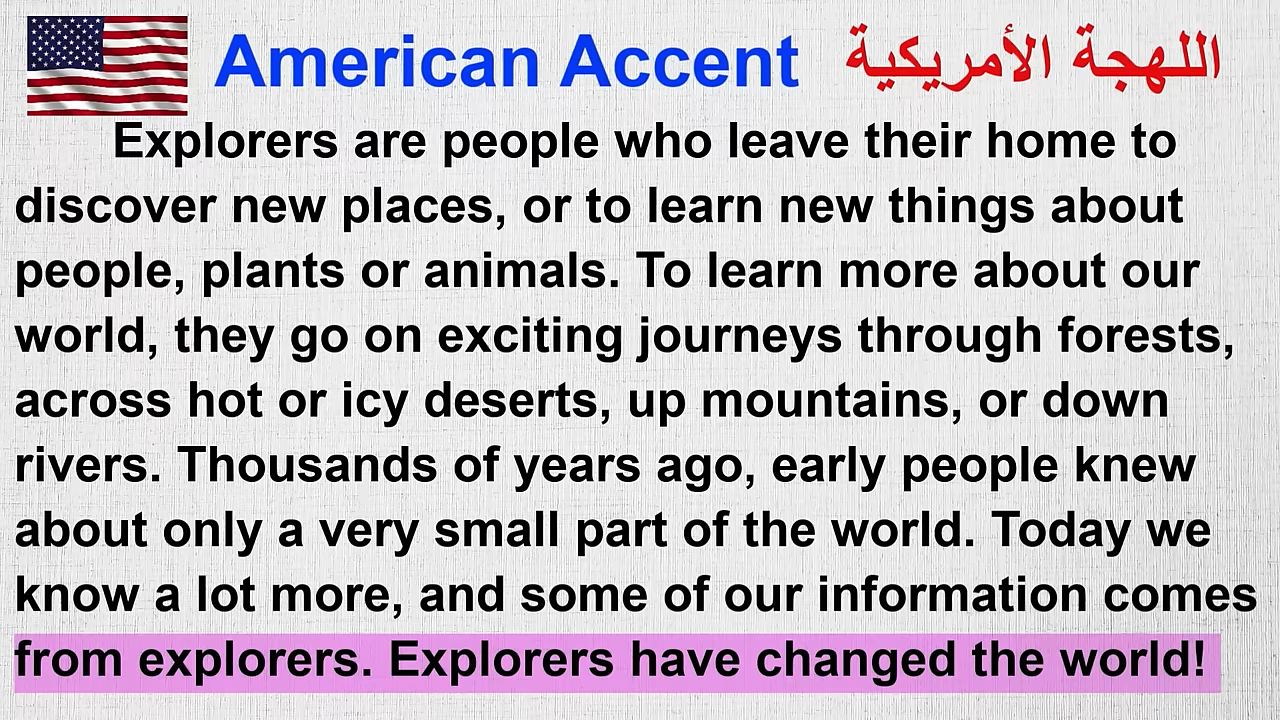 American Accent اللهجة الأمريكية
Explorers are people who leave their home to
discover new places, or to learn new things about
people, plants or animals. To learn more about our
world, they go on exciting journeys through forests,
across hot or icy deserts, up mountains, or down
rivers. Thousands of years ago, early people knew
about only a very small part of the world. Today we
know a lot more, and some of our information comes
from explorers. Explorers have changed the world!